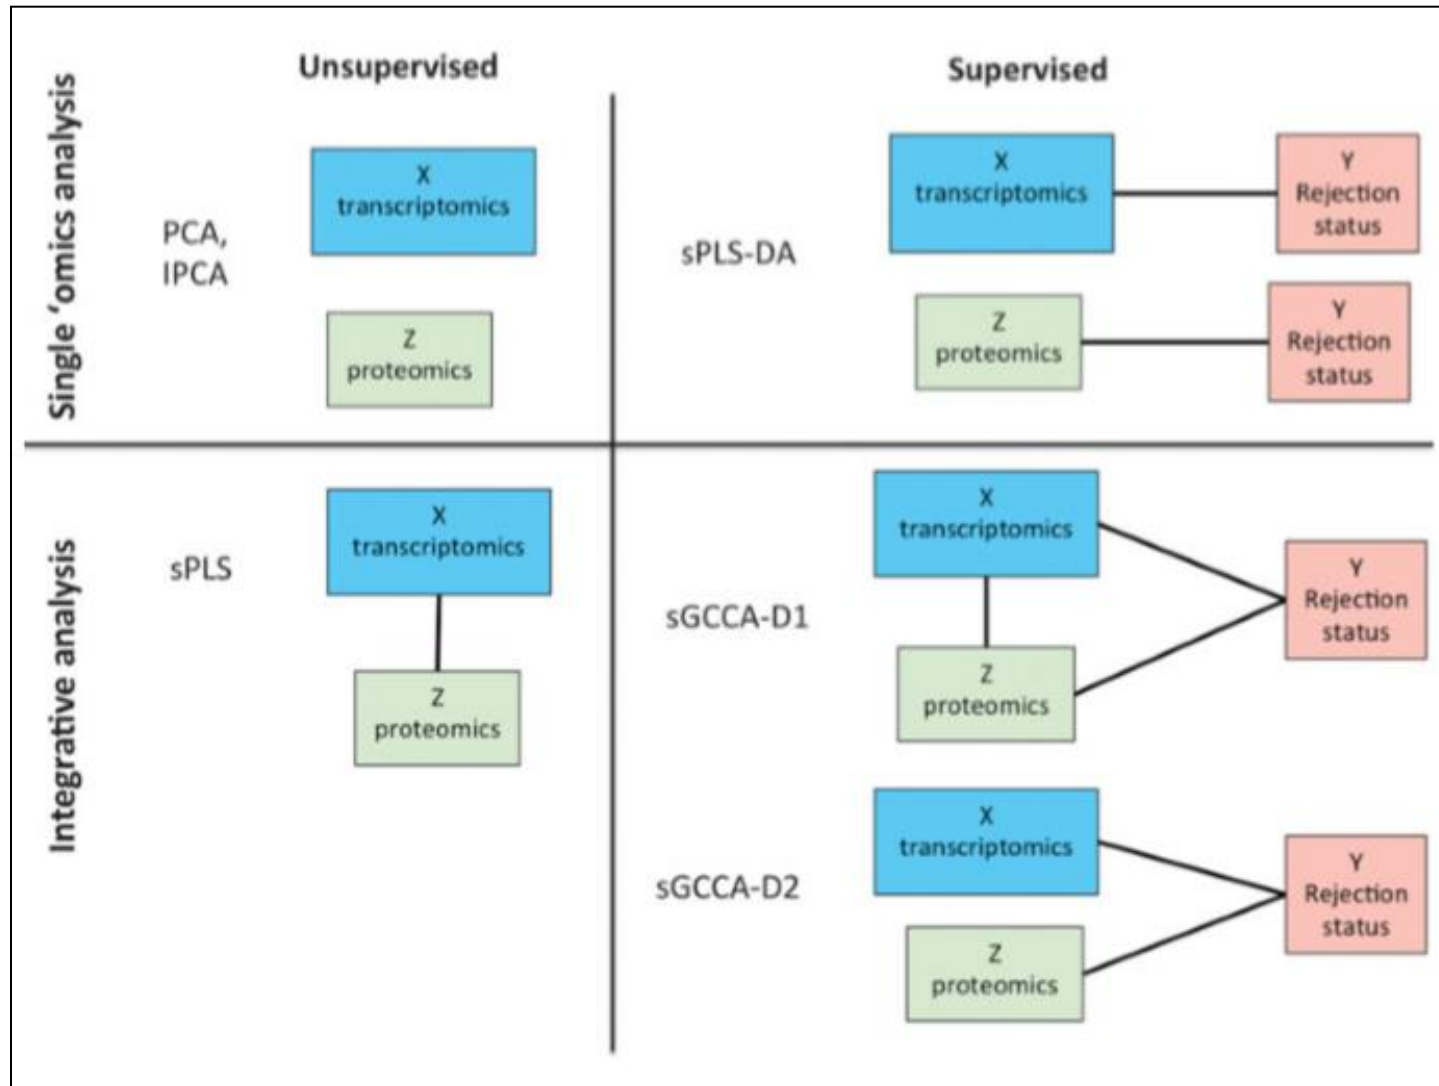 Unsupervised
Supervised
Single ‘omics analysis
PCA,
IPCA
X
transcriptomics
Z
proteomics
sPLS-DA
X
transcriptomics
Y
Rejection
status
Z
proteomics
Y
Rejection
status
Integrative analysis
sPLS
X
transcriptomics
Z
proteomics
sGCCA-D1
X
transcriptomics
Z
proteomics
Y
Rejection
status
sGCCA-D2
X
transcriptomics
Z
proteomics
Y
Rejection
status